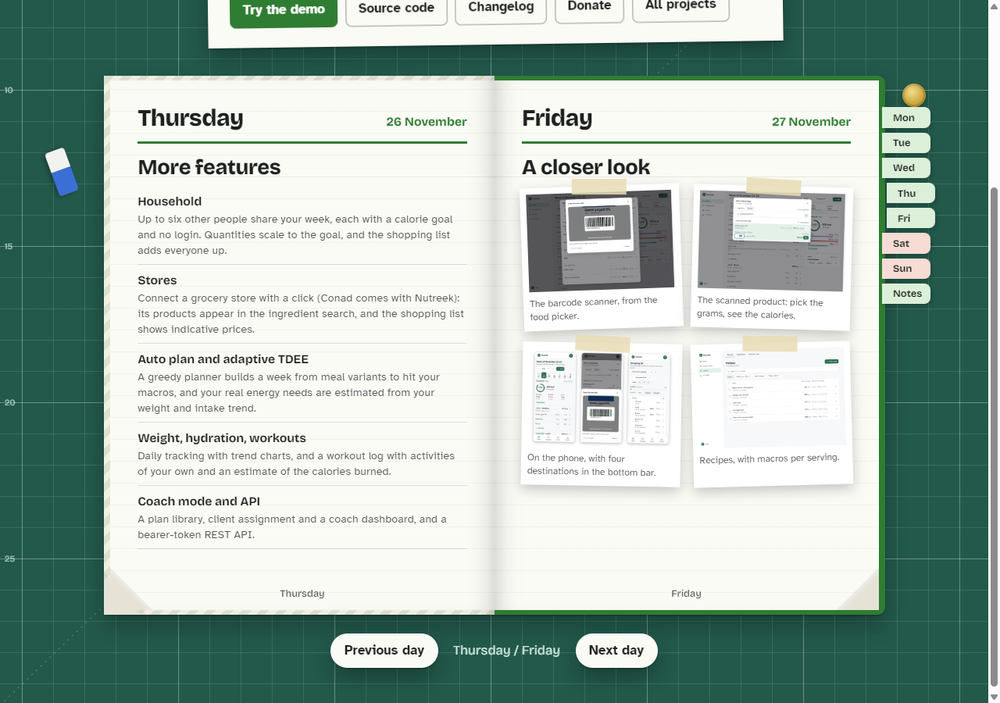 Try the demo
Source code
Changelog
Donate
All projects
10
15
20
25
Thursday
26 November
More features
Household
Up to six other people share your week, each with a calorie goal
and no login. Quantities scale to the goal, and the shopping list
adds everyone up.
Stores
Connect a grocery store with a click (Conad comes with Nutreek):
its products appear in the ingredient search, and the shopping list
shows indicative prices.
Auto plan and adaptive TDEE
A greedy planner builds a week from meal variants to hit your
macros, and your real energy needs are estimated from your
weight and intake trend.
Weight, hydration, workouts
Daily tracking with trend charts, and a workout log with activities
of your own and an estimate of the calories burned.
Coach mode and API
A plan library, client assignment and a coach dashboard, and a
bearer-token REST API.
Thursday
Friday
27 November
A closer look
The barcode scanner, from the
food picker.
The scanned product: pick the
grams, see the calories.
On the phone, with four
destinations in the bottom bar.
Recipes, with macros per serving.
Friday
Mon
Tue
Wed
Thu
Fri
Sat
Sun
Notes
Previous day
Thursday / Friday
Next day